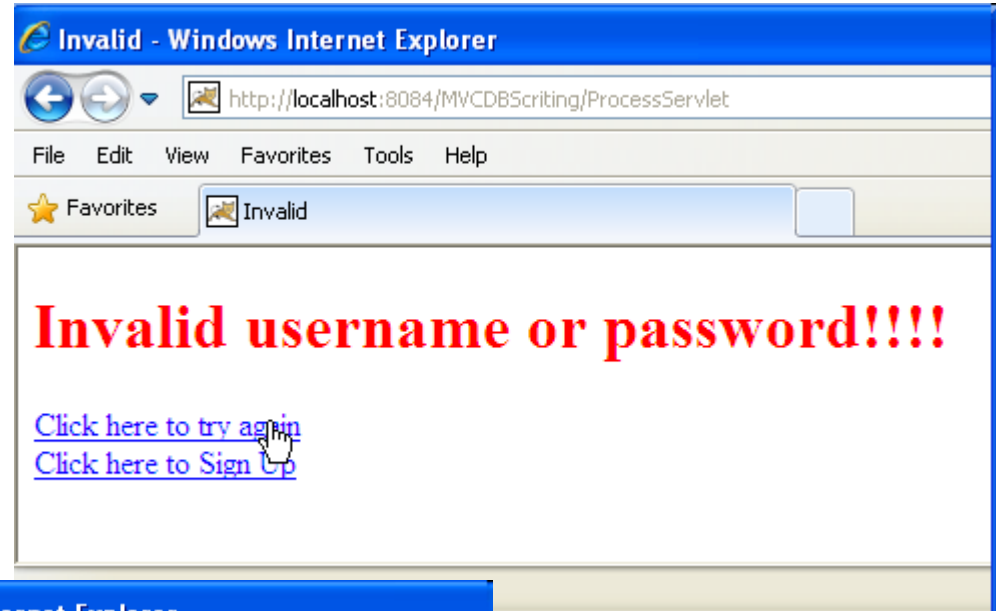 Invalid - Windows Internet Explorer
http://localhost:8084/MVCDBScriting/ProcessServlet
File Edit View Favorites Tools Help
Favorites Invalid
Invalid username or password!!!!
Click here to try again
Click here to Sign Up
Explorer